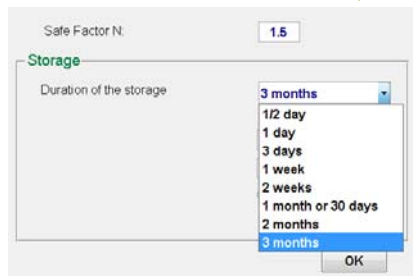 Safe Factor N: 1.5
Storage
Duration of the storage 3 months
1/2 day
1 day
3 days
1 week
2 weeks
1 month or 30 days
2 months
3 months
OK